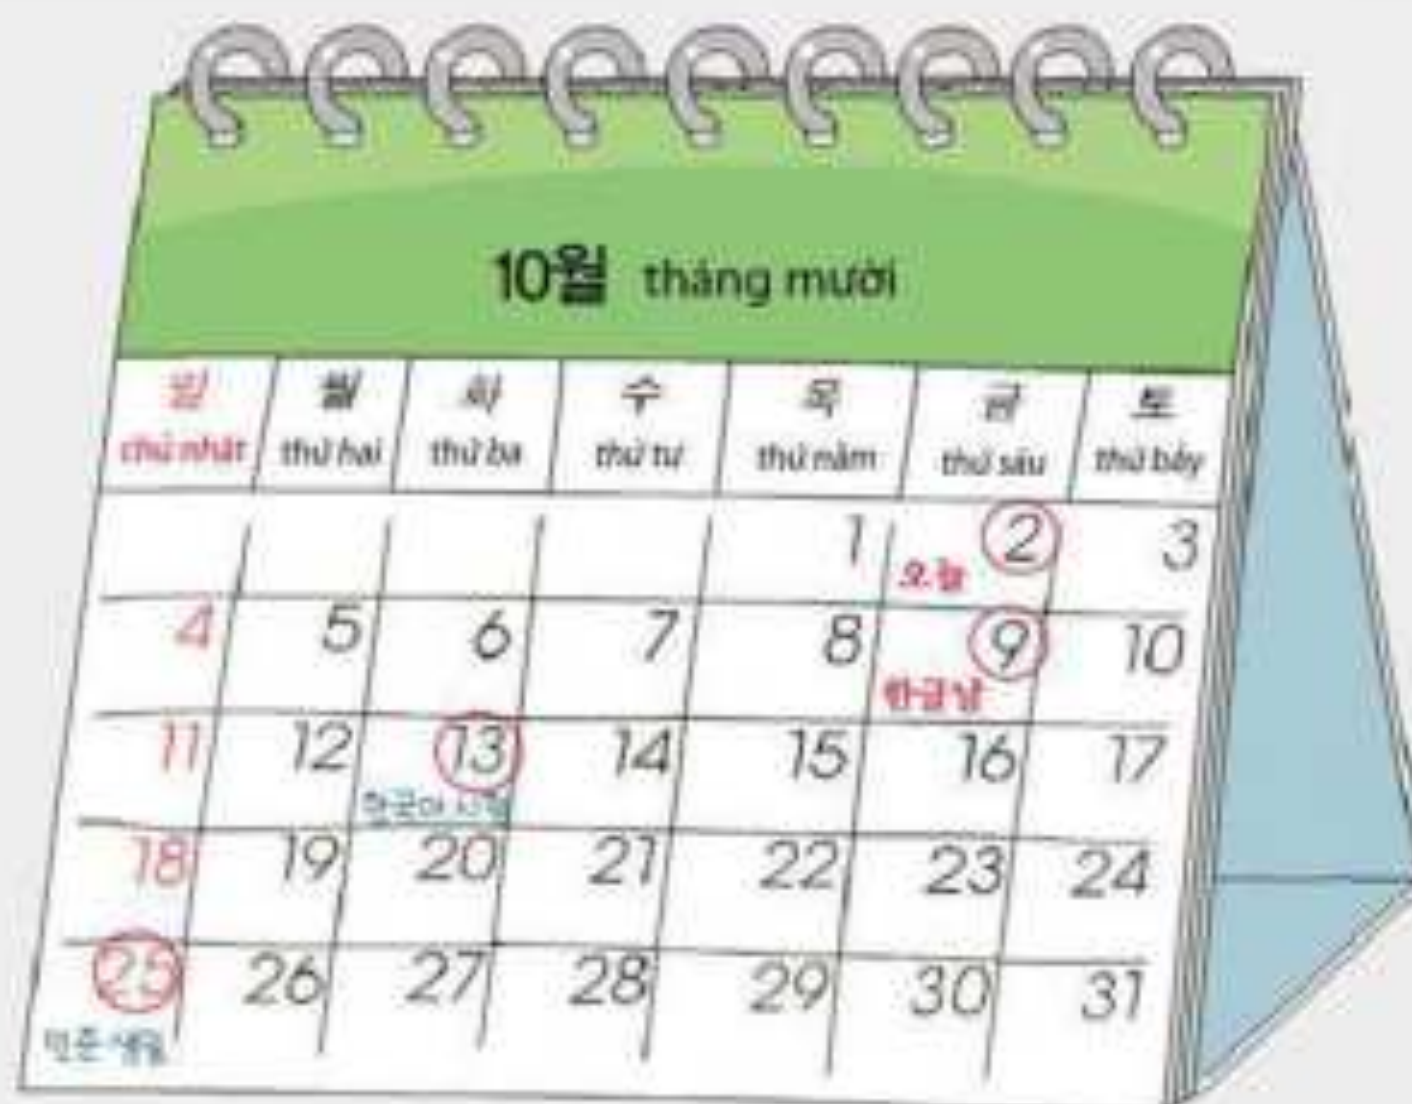 10월 tháng mười
일 월 화 수 목 금 토
chủ nhật thứ hai thứ ba thứ tư thứ năm thứ sáu thứ bảy
1 2 3
오늘
4 5 6 7 8 9 10
한글날
11 12 13 14 15 16 17
한국어 시험
18 19 20 21 22 23 24
25 26 27 28 29 30 31
민준 생일